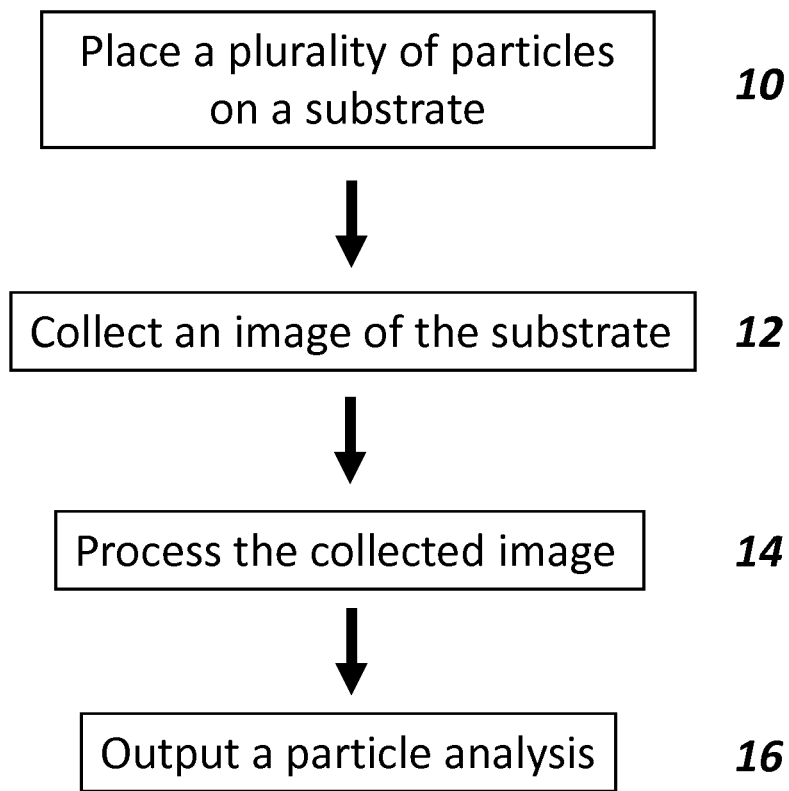 Place a plurality of particles
on a substrate
10
Collect an image of the substrate
12
Process the collected image
14
Output a particle analysis
16